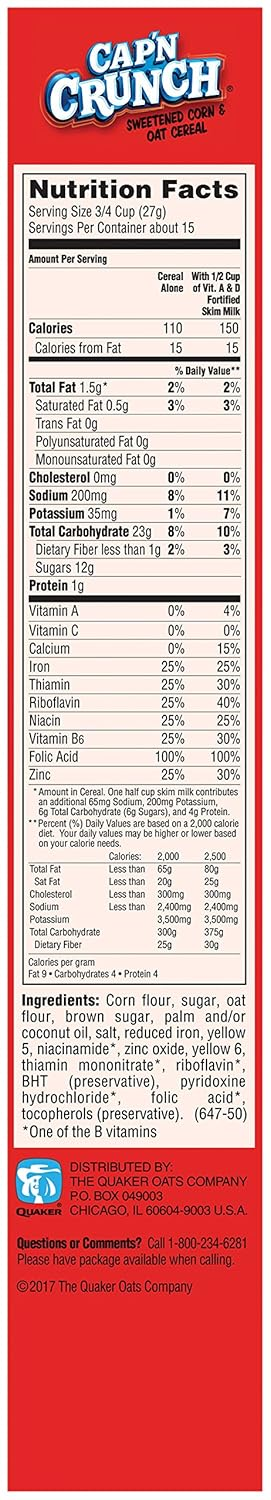 CAP'N
CRUNCH®
SWEETENED CORN &
OAT CEREAL
Nutrition Facts
Serving Size 3/4 Cup (27g)
Servings Per Container about 15
Amount Per Serving
Cereal Alone With 1/2 Cup of Vit. A & D Fortified Skim Milk
Calories 110 150
Calories from Fat 15 15
% Daily Value**
Total Fat 1.5g* 2% 2%
Saturated Fat 0.5g 3% 3%
Trans Fat 0g
Polyunsaturated Fat 0g
Monounsaturated Fat 0g
Cholesterol 0mg 0% 0%
Sodium 200mg 8% 11%
Potassium 35mg 1% 7%
Total Carbohydrate 23g 8% 10%
Dietary Fiber less than 1g 2% 3%
Sugars 12g
Protein 1g
Vitamin A 0% 4%
Vitamin C 0% 0%
Calcium 0% 15%
Iron 25% 25%
Thiamin 25% 30%
Riboflavin 25% 40%
Niacin 25% 25%
Vitamin B6 25% 30%
Folic Acid 100% 100%
Zinc 25% 30%
*Amount in Cereal. One half cup skim milk contributes
an additional 65mg Sodium, 200mg Potassium,
6g Total Carbohydrate (6g Sugars), and 4g Protein.
**Percent (%) Daily Values are based on a 2,000 calorie
diet. Your daily values may be higher or lower based
on your calorie needs.
Calories: 2,000 2,500
Total Fat Less than 65g 80g
Sat Fat Less than 20g 25g
Cholesterol Less than 300mg 300mg
Sodium Less than 2,400mg 2,400mg
Potassium 3,500mg 3,500mg
Total Carbohydrate 300g 375g
Dietary Fiber 25g 30g
Calories per gram
Fat 9 • Carbohydrates 4 • Protein 4
Ingredients: Corn flour, sugar, oat
flour, brown sugar, palm and/or
coconut oil, salt, reduced iron, yellow
5, niacinamide*, zinc oxide, yellow 6,
thiamin mononitrate*, riboflavin*,
BHT (preservative), pyridoxine
hydrochloride*, folic acid*,
tocopherols (preservative). (647-50)
*One of the B vitamins
QUAKER
DISTRIBUTED BY:
THE QUAKER OATS COMPANY
P.O. BOX 049003
CHICAGO, IL 60604-9003 U.S.A.
Questions or Comments? Call 1-800-234-6281
Please have package available when calling.
©2017 The Quaker Oats Company